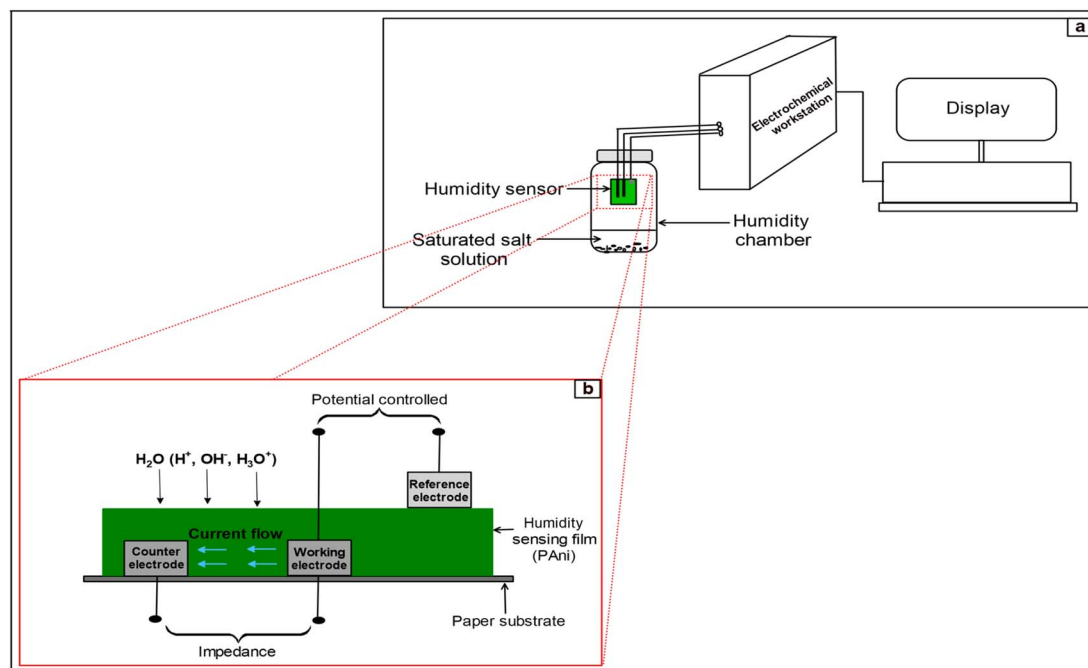 a
Electrochemical
workstation
Display
Humidity sensor
Humidity
chamber
Saturated salt
solution
b
Potential controlled
H₂O (H⁺, OH⁻, H₃O⁺)
Reference
electrode
Current flow
Humidity
sensing film
(PAni)
Counter
electrode
Working
electrode
Paper substrate
Impedance